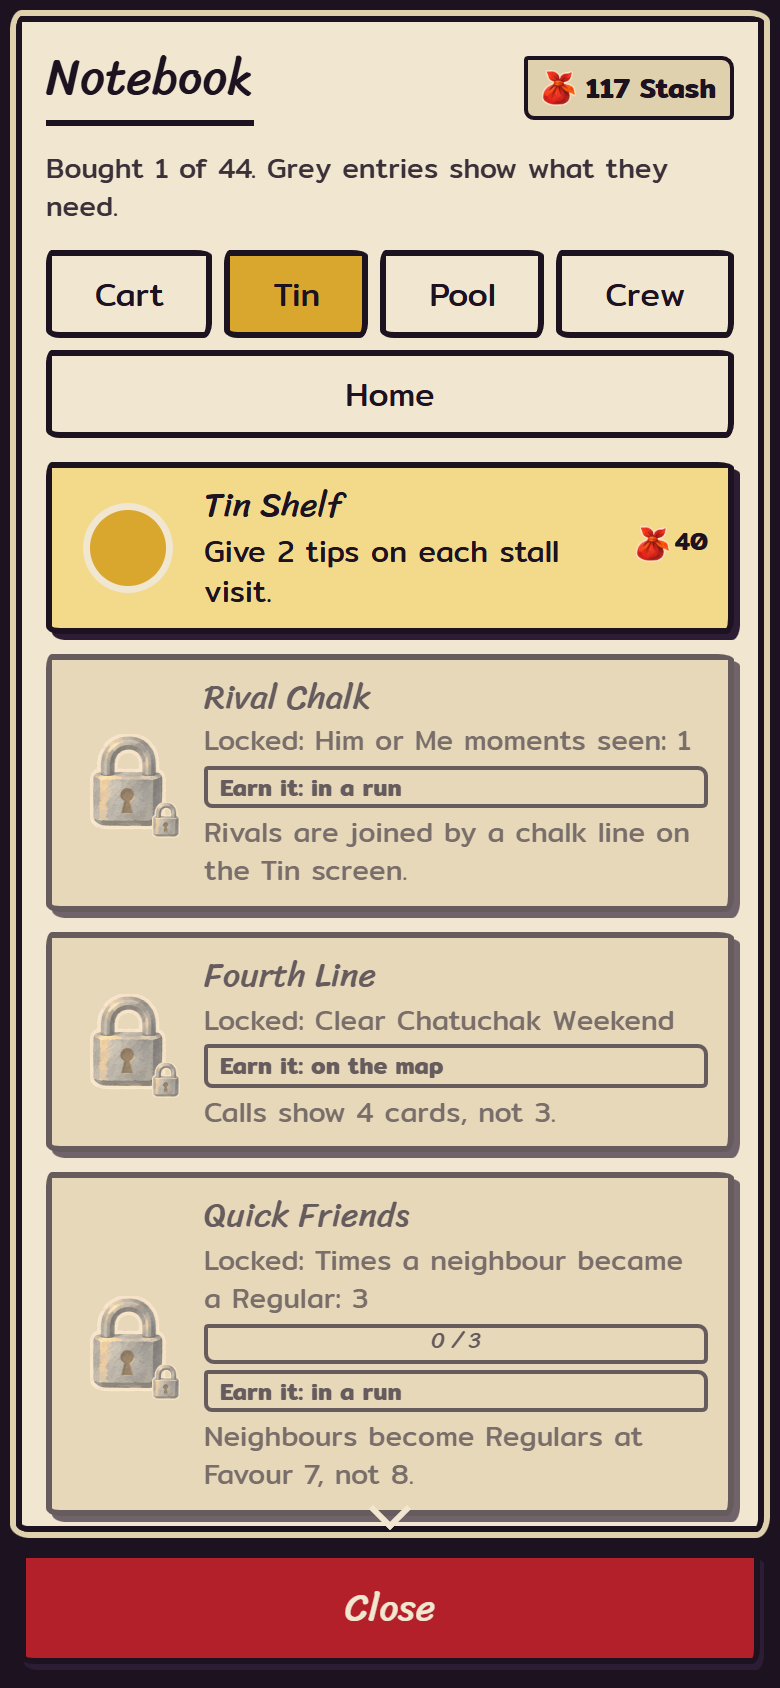 Notebook
117 Stash
Bought 1 of 44. Grey entries show what they
need.
Cart
Tin
Pool
Crew
Home
Tin Shelf
Give 2 tips on each stall
visit.
40
Rival Chalk
Locked: Him or Me moments seen: 1
Earn it: in a run
Rivals are joined by a chalk line on
the Tin screen.
Fourth Line
Locked: Clear Chatuchak Weekend
Earn it: on the map
Calls show 4 cards, not 3.
Quick Friends
Locked: Times a neighbour became
a Regular: 3
0 / 3
Earn it: in a run
Neighbours become Regulars at
Favour 7, not 8.
Close